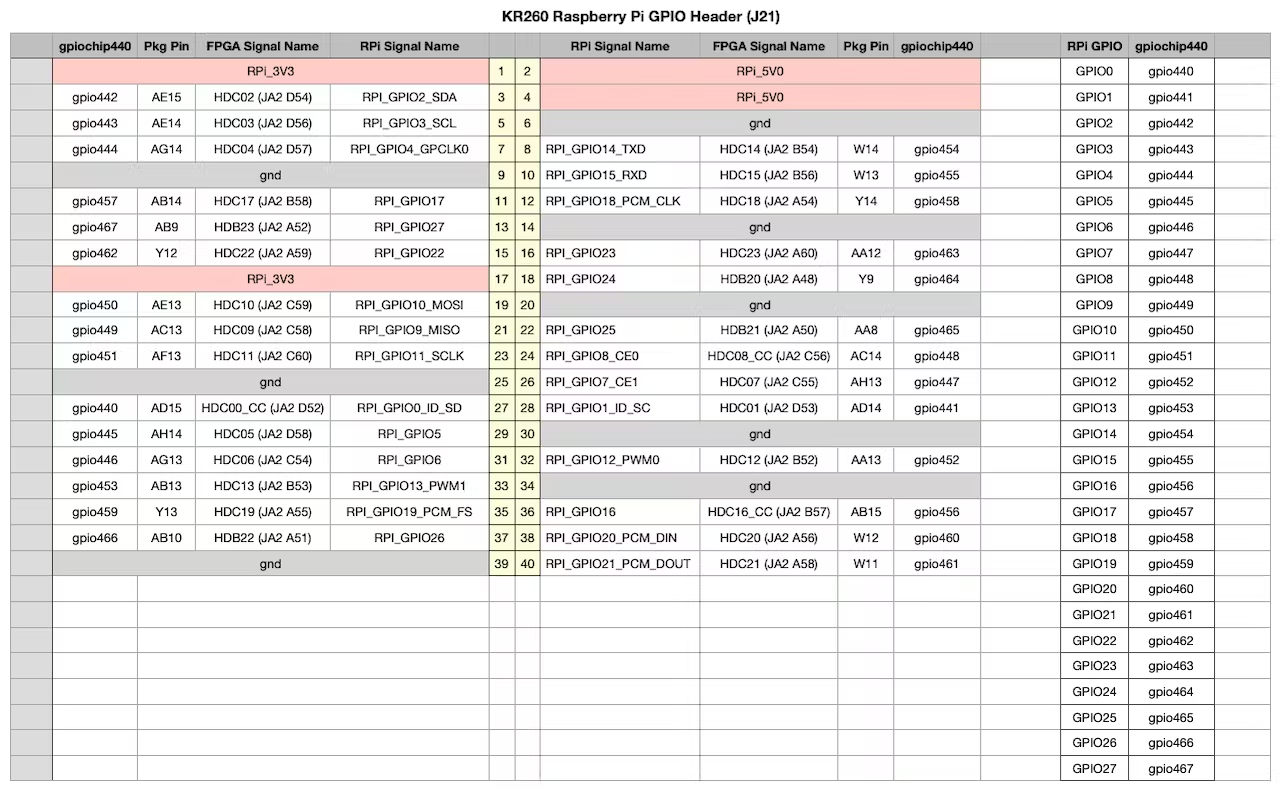 KR260 Raspberry Pi GPIO Header (J21)
gpiochip440 Pkg Pin FPGA Signal Name RPi Signal Name RPi Signal Name FPGA Signal Name Pkg Pin gpiochip440 RPi GPIO gpiochip440
RPi_3V3 1 2 RPi_5V0 GPIO0 gpio440
gpio442 AE15 HDC02 (JA2 D54) RPI_GPIO2_SDA 3 4 RPi_5V0 GPIO1 gpio441
gpio443 AE14 HDC03 (JA2 D56) RPI_GPIO3_SCL 5 6 gnd GPIO2 gpio442
gpio444 AG14 HDC04 (JA2 D57) RPI_GPIO4_GPCLK0 7 8 RPI_GPIO14_TXD HDC14 (JA2 B54) W14 gpio454 GPIO3 gpio443
gnd 9 10 RPI_GPIO15_RXD HDC15 (JA2 B56) W13 gpio455 GPIO4 gpio444
gpio457 AB14 HDC17 (JA2 B58) RPI_GPIO17 11 12 RPI_GPIO18_PCM_CLK HDC18 (JA2 A54) Y14 gpio458 GPIO5 gpio445
gpio467 AB9 HDB23 (JA2 A52) RPI_GPIO27 13 14 gnd GPIO6 gpio446
gpio462 Y12 HDC22 (JA2 A59) RPI_GPIO22 15 16 RPI_GPIO23 HDC23 (JA2 A60) AA12 gpio463 GPIO7 gpio447
RPi_3V3 17 18 RPI_GPIO24 HDB20 (JA2 A48) Y9 gpio464 GPIO8 gpio448
gpio450 AE13 HDC10 (JA2 C59) RPI_GPIO10_MOSI 19 20 gnd GPIO9 gpio449
gpio449 AC13 HDC09 (JA2 C58) RPI_GPIO9_MISO 21 22 RPI_GPIO25 HDB21 (JA2 A50) AA8 gpio465 GPIO10 gpio450
gpio451 AF13 HDC11 (JA2 C60) RPI_GPIO11_SCLK 23 24 RPI_GPIO8_CE0 HDC08_CC (JA2 C56) AC14 gpio448 GPIO11 gpio451
gnd 25 26 RPI_GPIO7_CE1 HDC07 (JA2 C55) AH13 gpio447 GPIO12 gpio452
gpio440 AD15 HDC00_CC (JA2 D52) RPI_GPIO0_ID_SD 27 28 RPI_GPIO1_ID_SC HDC01 (JA2 D53) AD14 gpio441 GPIO13 gpio453
gpio445 AH14 HDC05 (JA2 D58) RPI_GPIO5 29 30 gnd GPIO14 gpio454
gpio446 AG13 HDC06 (JA2 C54) RPI_GPIO6 31 32 RPI_GPIO12_PWM0 HDC12 (JA2 B52) AA13 gpio452 GPIO15 gpio455
gpio453 AB13 HDC13 (JA2 B53) RPI_GPIO13_PWM1 33 34 gnd GPIO16 gpio456
gpio459 Y13 HDC19 (JA2 A55) RPI_GPIO19_PCM_FS 35 36 RPI_GPIO16 HDC16_CC (JA2 B57) AB15 gpio456 GPIO17 gpio457
gpio466 AB10 HDB22 (JA2 A51) RPI_GPIO26 37 38 RPI_GPIO20_PCM_DIN HDC20 (JA2 A56) W12 gpio460 GPIO18 gpio458
gnd 39 40 RPI_GPIO21_PCM_DOUT HDC21 (JA2 A58) W11 gpio461 GPIO19 gpio459
GPIO20 gpio460
GPIO21 gpio461
GPIO22 gpio462
GPIO23 gpio463
GPIO24 gpio464
GPIO25 gpio465
GPIO26 gpio466
GPIO27 gpio467